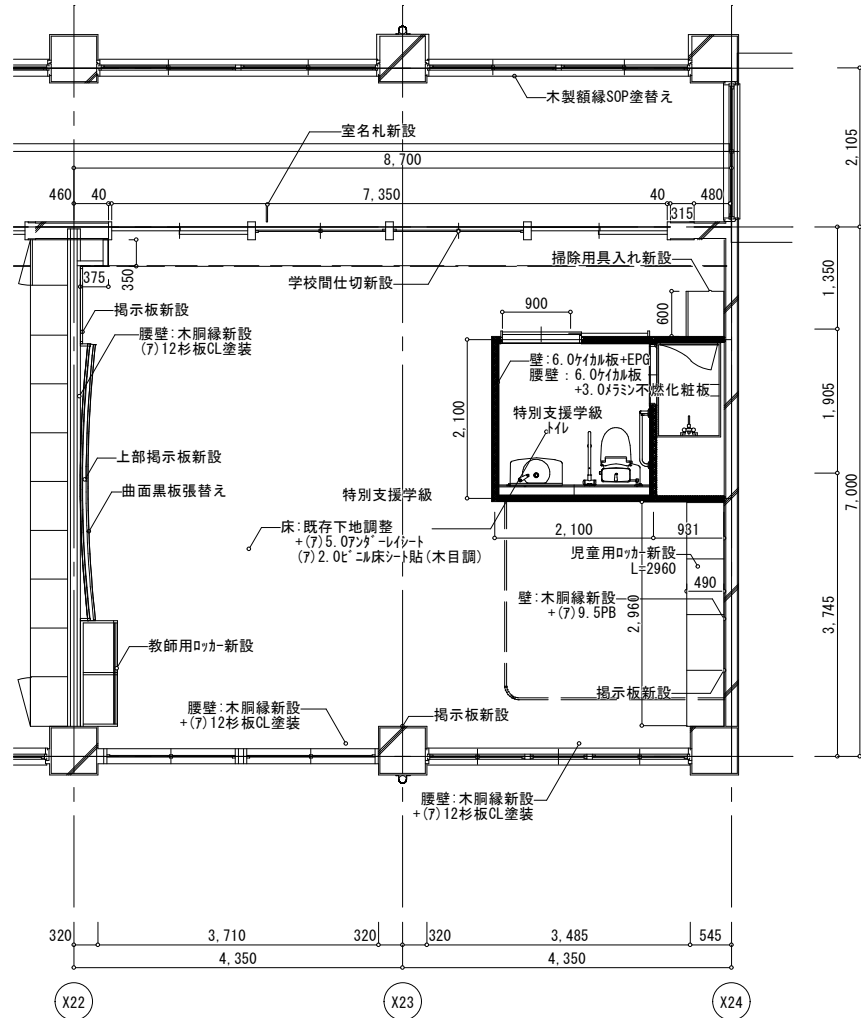 木製額縁SOP塗替え
2,105
室名札新設
8,700
460
40
7,350
40
315
480
掃除用具入れ新設
375
350
学校間仕切新設
900
600
1,350
掲示板新設
腰壁:木胴縁新設
(ア)12杉板CL塗装
壁:6.0ケイカル板+EPG
腰壁:6.0ケイカル板
+3.0メラミン不燃化粧板
2,100
1,905
特別支援学級
トイレ
上部掲示板新設
曲面黒板張替え
特別支援学級
7,000
床:既存下地調整
+(ア)5.0アンダーレイシート
(ア)2.0ビニル床シート貼(木目調)
2,100
931
児童用ロッカー新設
L=2960
490
壁:木胴縁新設
+(ア)9.5PB
2,960
3,745
教師用ロッカー新設
掲示板新設
腰壁:木胴縁新設
+(ア)12杉板CL塗装
掲示板新設
腰壁:木胴縁新設
+(ア)12杉板CL塗装
320
3,710
320
320
3,485
545
4,350
4,350
X22
X23
X24